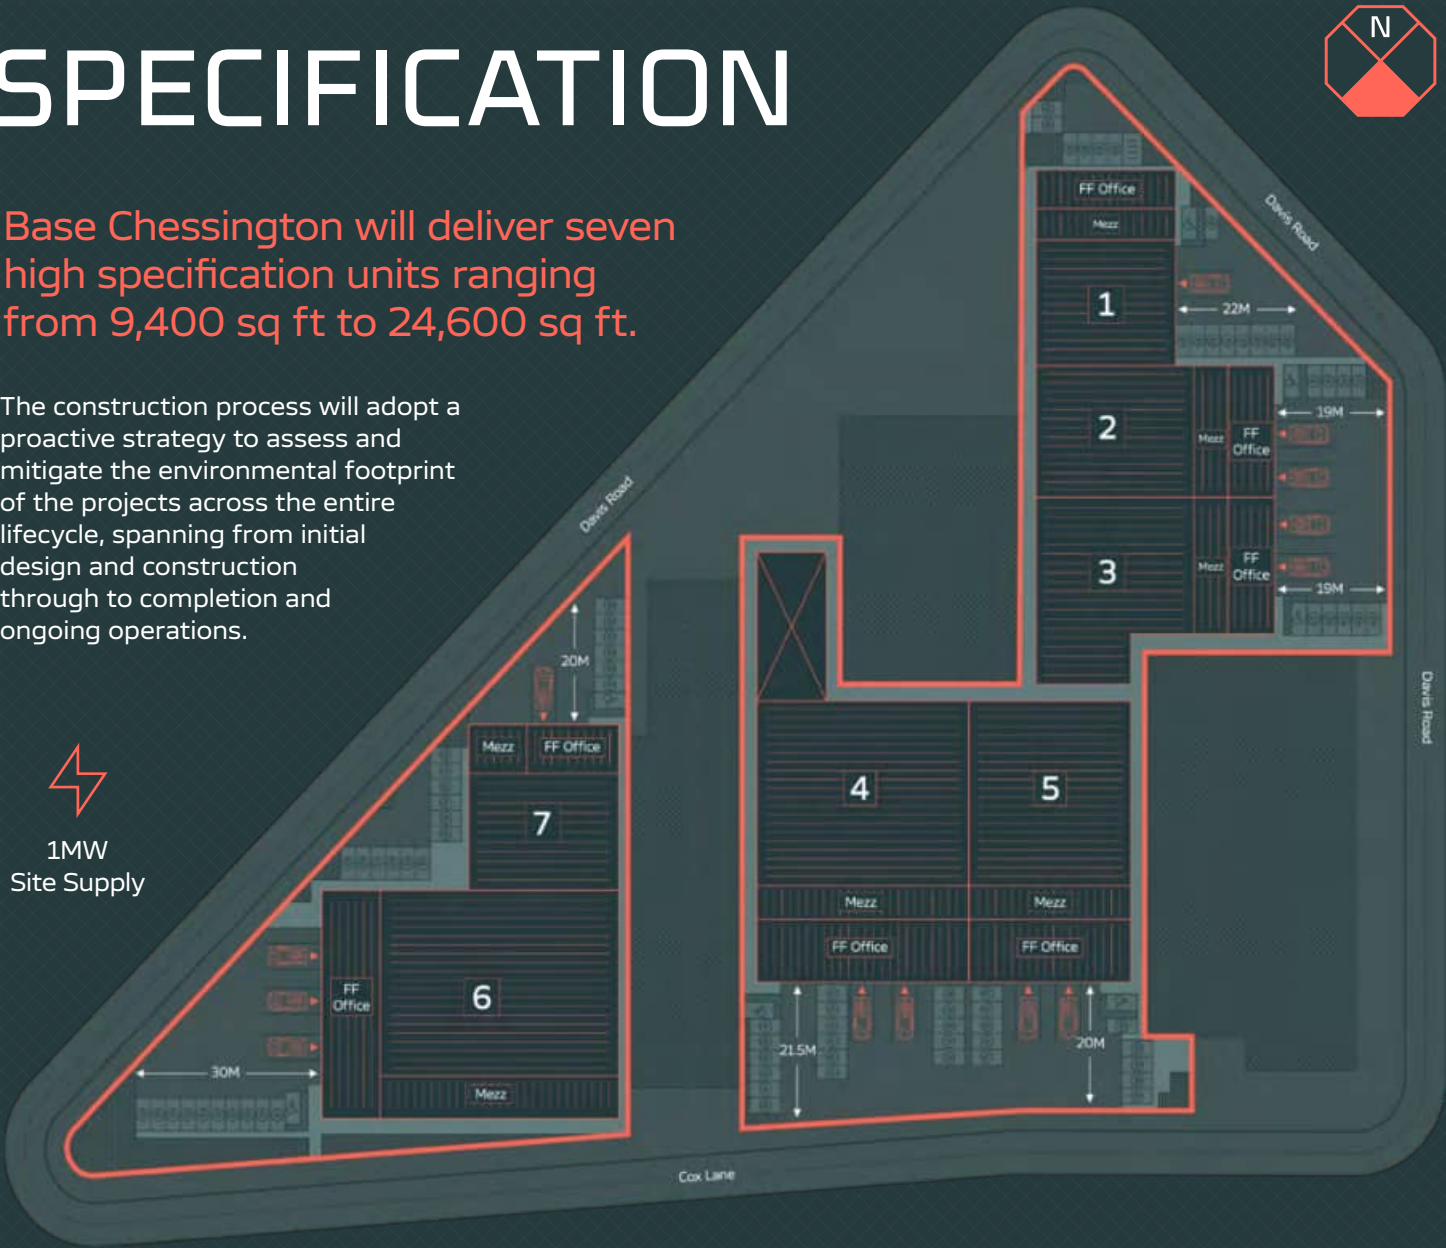 SPECIFICATION
N
Base Chessington will deliver seven
high specification units ranging
from 9,400 sq ft to 24,600 sq ft.
The construction process will adopt a
proactive strategy to assess and
mitigate the environmental footprint
of the projects across the entire
lifecycle, spanning from initial
design and construction
through to completion and
ongoing operations.
1MW
Site Supply
Davis Road
FF Office
Mezz
1
22M
2
Mezz
FF
Office
19M
3
Mezz
FF
Office
19M
Davis Road
Davis Road
20M
Mezz
FF Office
7
6
FF
Office
Mezz
30M
4
5
Mezz
Mezz
FF Office
FF Office
21.5M
20M
Cox Lane